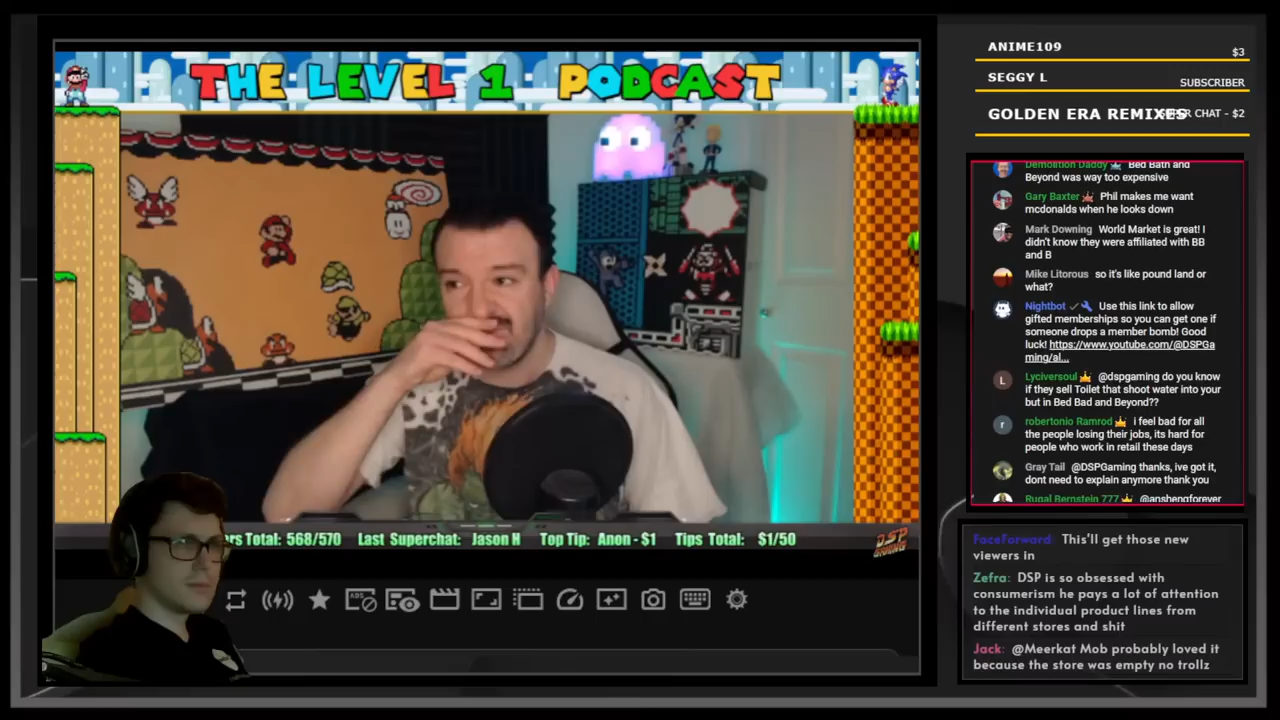 THE LEVEL 1 PODCAST
rs Total: 568/570 Last Superchat: Jason H Top Tip: Anon - $1 Tips Total: $1/50
DSP
GAMING
ADS
ANIME109
$3
SEGGY L
SUBSCRIBER
GOLDEN ERA REMIXES
CHAT - $2
Demolition Daddy Bed Bath and
Beyond was way too expensive
Gary Baxter Phil makes me want
mcdonalds when he looks down
Mark Downing World Market is great! I
didn't know they were affiliated with BB
and B
Mike Litorous so it's like pound land or
what?
Nightbot Use this link to allow
gifted memberships so you can get one if
someone drops a member bomb! Good
luck! https://www.youtube.com/@DSPGa
ming/al...
L
Lyciversoul @dspgaming do you know
if they sell Toilet that shoot water into your
but in Bed Bad and Beyond??
r
robertonio Ramrod i feel bad for all
the people losing their jobs, its hard for
people who work in retail these days
Gray Tail @DSPGaming thanks, ive got it,
dont need to explain anymore thank you
Rugal Bernstein 777 @anshengforever
FaceForward: This'll get those new
viewers in
Zefra: DSP is so obsessed with
consumerism he pays a lot of attention
to the individual product lines from
different stores and shit
Jack: @Meerkat Mob probably loved it
because the store was empty no trollz